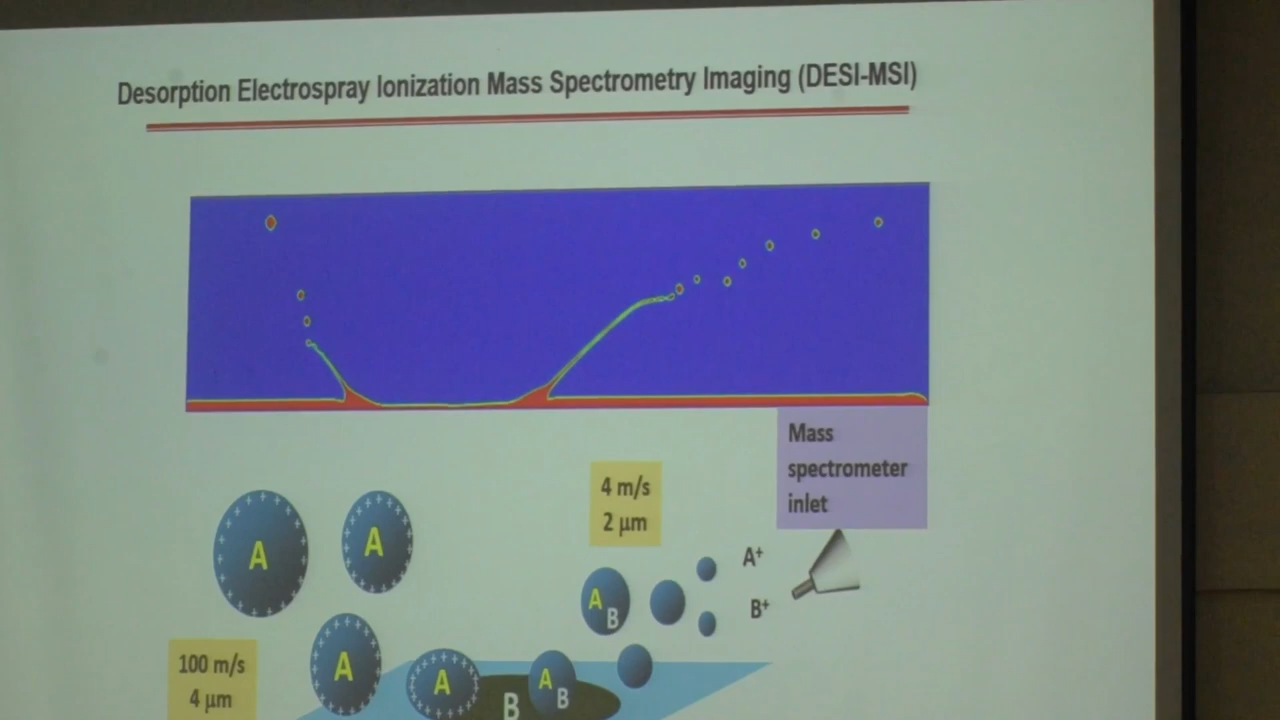 Desorption Electrospray Ionization Mass Spectrometry Imaging (DESI-MSI)
Mass
spectrometer
inlet
4 m/s
2 µm
A
A
A⁺
A
B
B⁺
100 m/s
4 µm
A
A
A
B
B